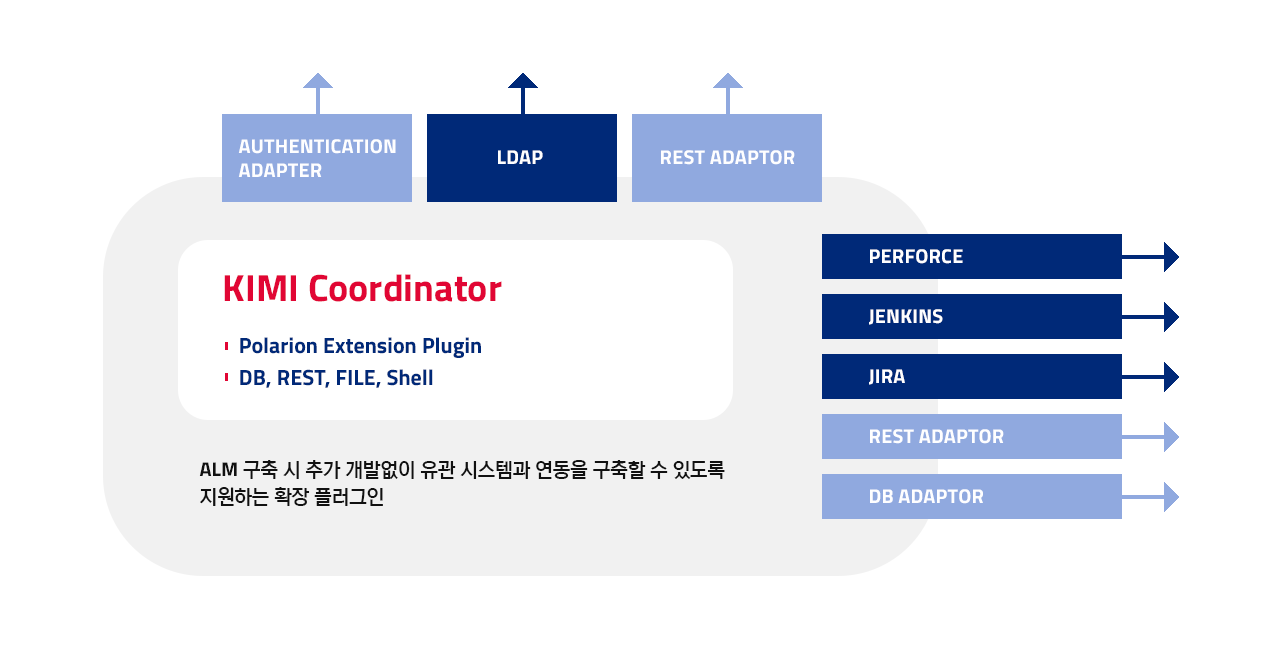 AUTHENTICATION
ADAPTER
LDAP
REST ADAPTOR
KIMI Coordinator
Polarion Extension Plugin
DB, REST, FILE, Shell
ALM 구축 시 추가 개발없이 유관 시스템과 연동을 구축할 수 있도록
지원하는 확장 플러그인
PERFORCE
JENKINS
JIRA
REST ADAPTOR
DB ADAPTOR